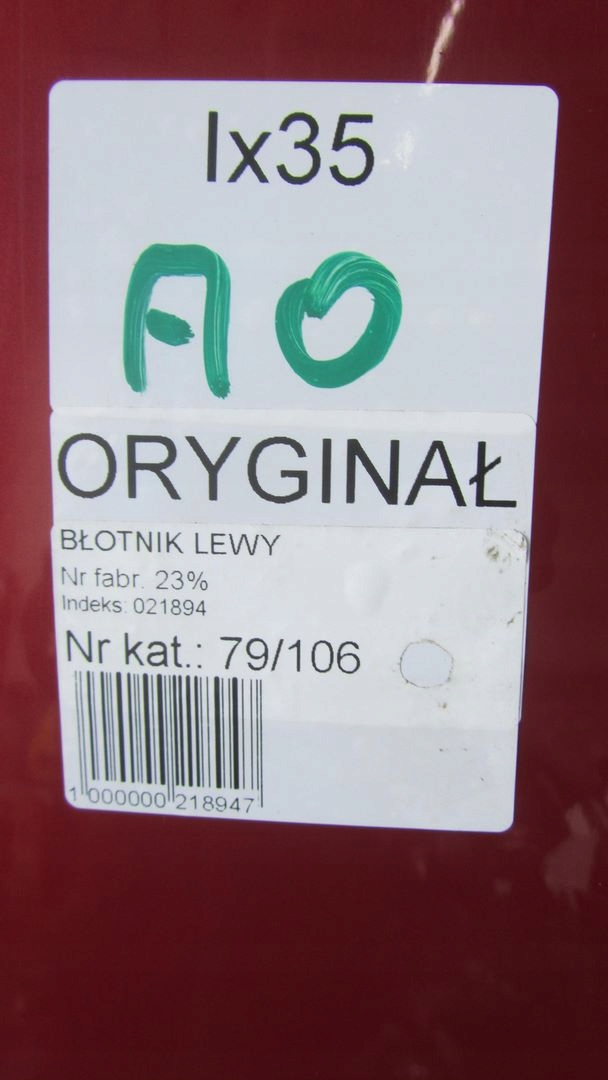 Ix35
AO
ORYGINAŁ
BŁOTNIK LEWY
Nr fabr. 23%
Indeks: 021894
Nr kat.: 79/106
1 000000 218947